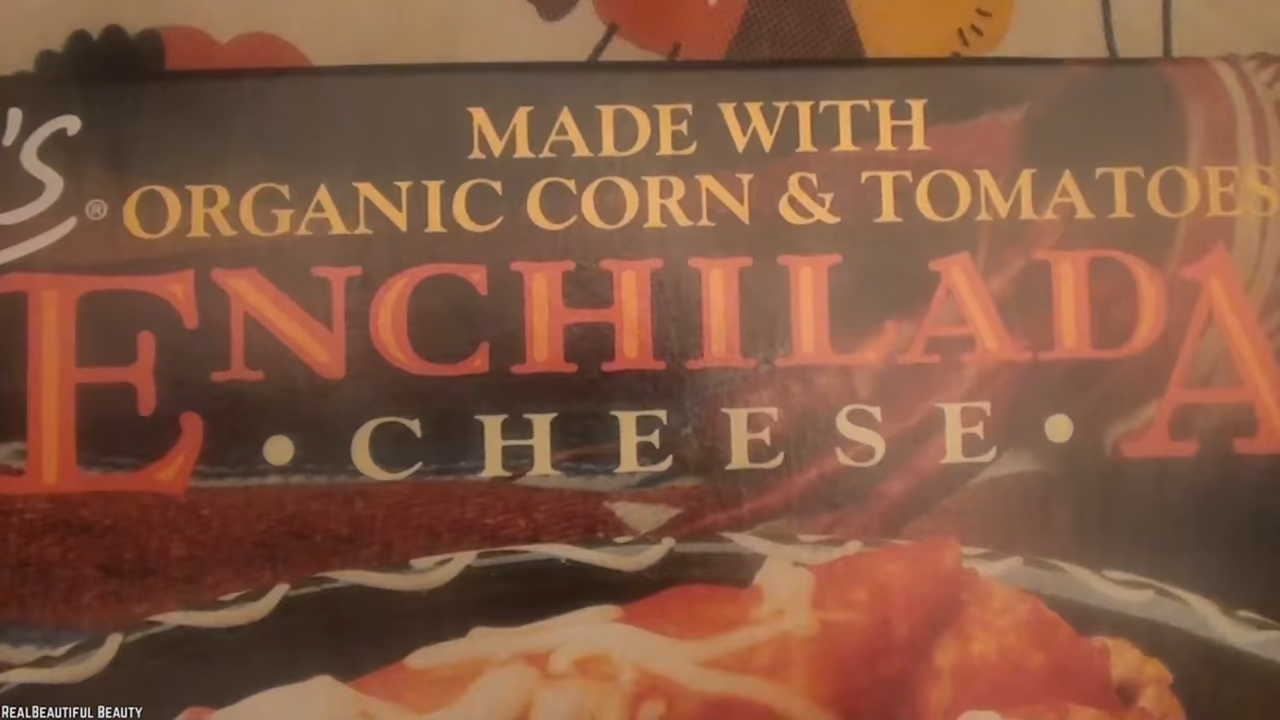 'S®
MADE WITH
ORGANIC CORN & TOMATOES
ENCHILADA
• CHEESE •
REALBEAUTIFUL BEAUTY